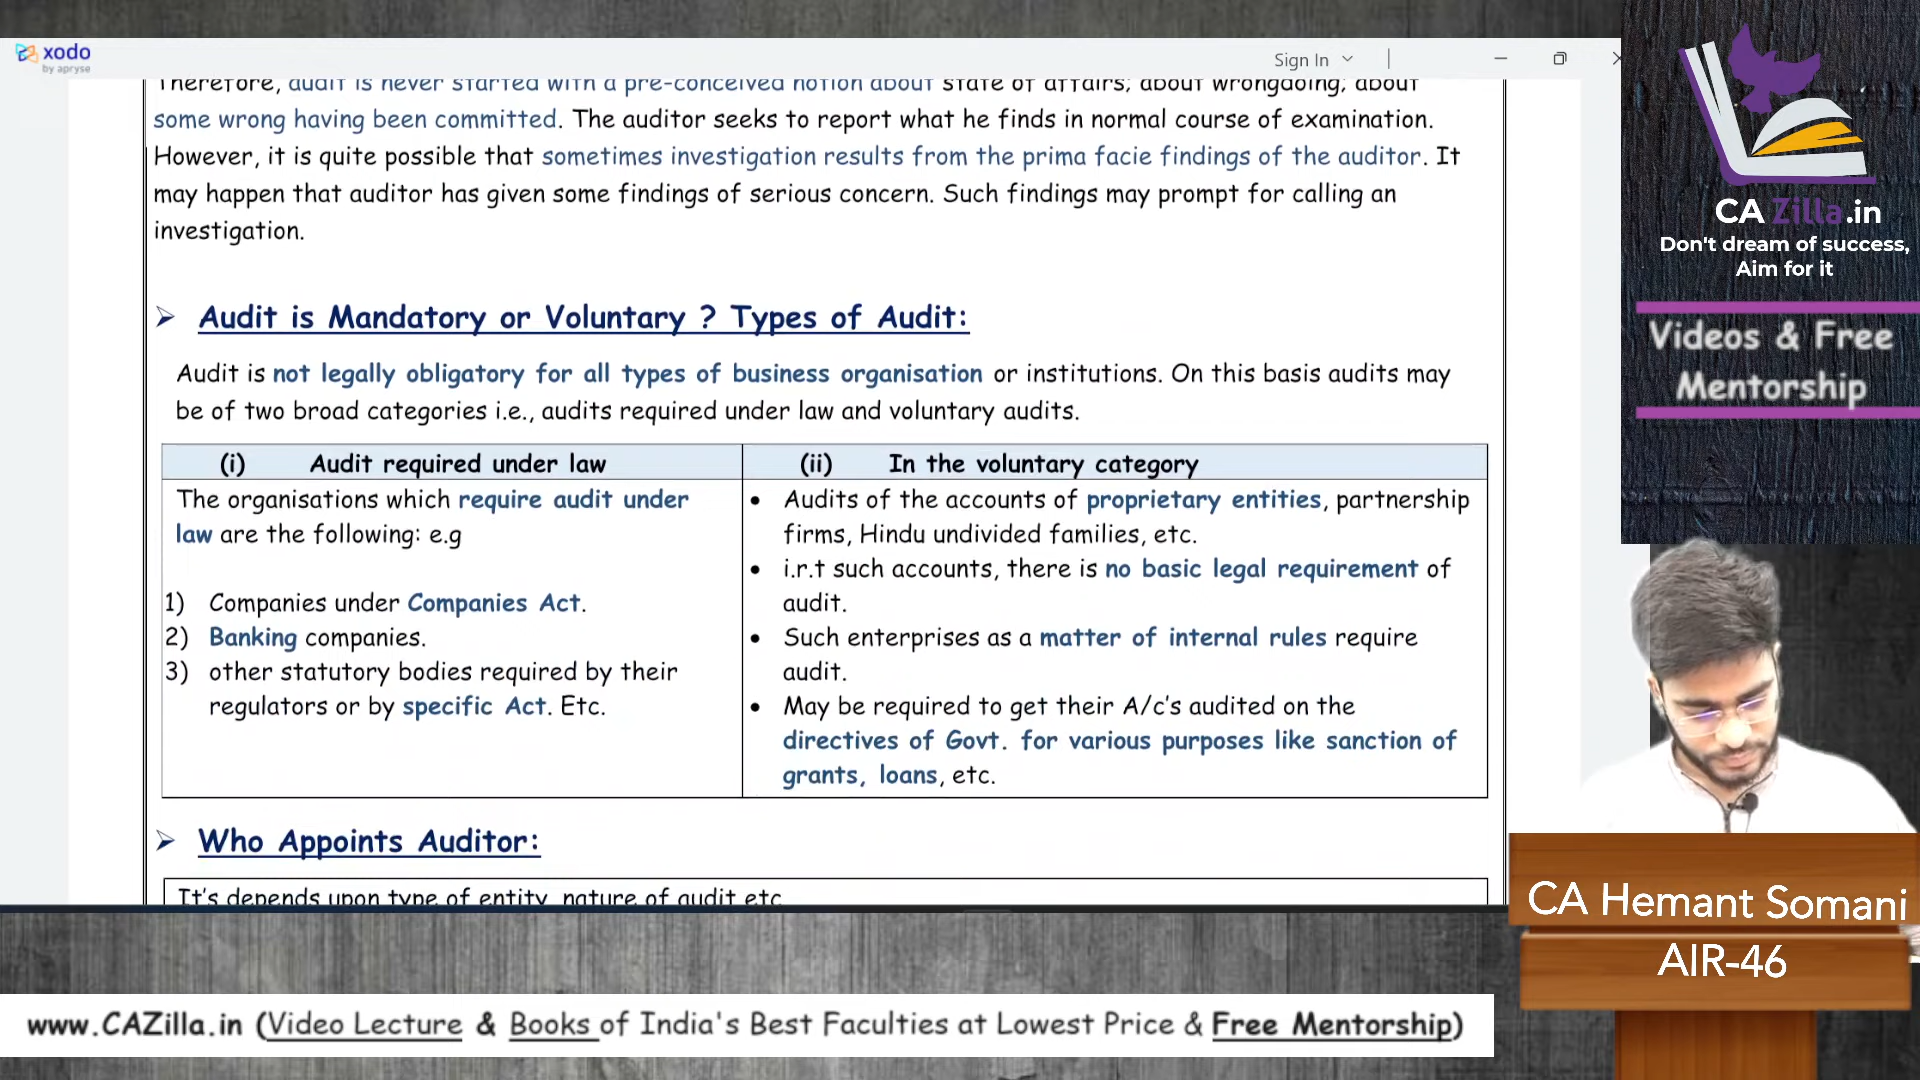 xodo
by apryse
Sign In
Therefore, audit is never started with a pre-conceived notion about state of affairs; about wrongdoing; about
some wrong having been committed. The auditor seeks to report what he finds in normal course of examination.
However, it is quite possible that sometimes investigation results from the prima facie findings of the auditor. It
may happen that auditor has given some findings of serious concern. Such findings may prompt for calling an
investigation.
➢ Audit is Mandatory or Voluntary ? Types of Audit:
Audit is not legally obligatory for all types of business organisation or institutions. On this basis audits may
be of two broad categories i.e., audits required under law and voluntary audits.
(i) Audit required under law
The organisations which require audit under
law are the following: e.g
1) Companies under Companies Act.
2) Banking companies.
3) other statutory bodies required by their
regulators or by specific Act. Etc.
(ii) In the voluntary category
• Audits of the accounts of proprietary entities, partnership
firms, Hindu undivided families, etc.
• i.r.t such accounts, there is no basic legal requirement of
audit.
• Such enterprises as a matter of internal rules require
audit.
• May be required to get their A/c's audited on the
directives of Govt. for various purposes like sanction of
grants, loans, etc.
➢ Who Appoints Auditor:
It's depends upon type of entity, nature of audit etc
CA Zilla.in
Don't dream of success,
Aim for it
Videos & Free
Mentorship
CA Hemant Somani
AIR-46
www.CAZilla.in (Video Lecture & Books of India's Best Faculties at Lowest Price & Free Mentorship)